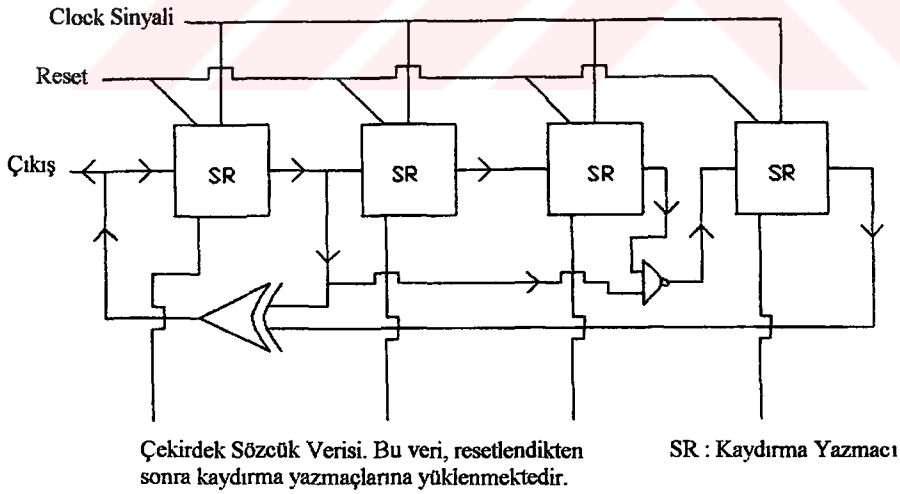 Clock Sinyali
Reset
Çıkış
SR
SR
SR
SR
Çekirdek Sözcük Verisi. Bu veri, resetlendikten
sonra kaydırma yazmaçlarına yüklenmektedir.
SR : Kaydırma Yazmacı